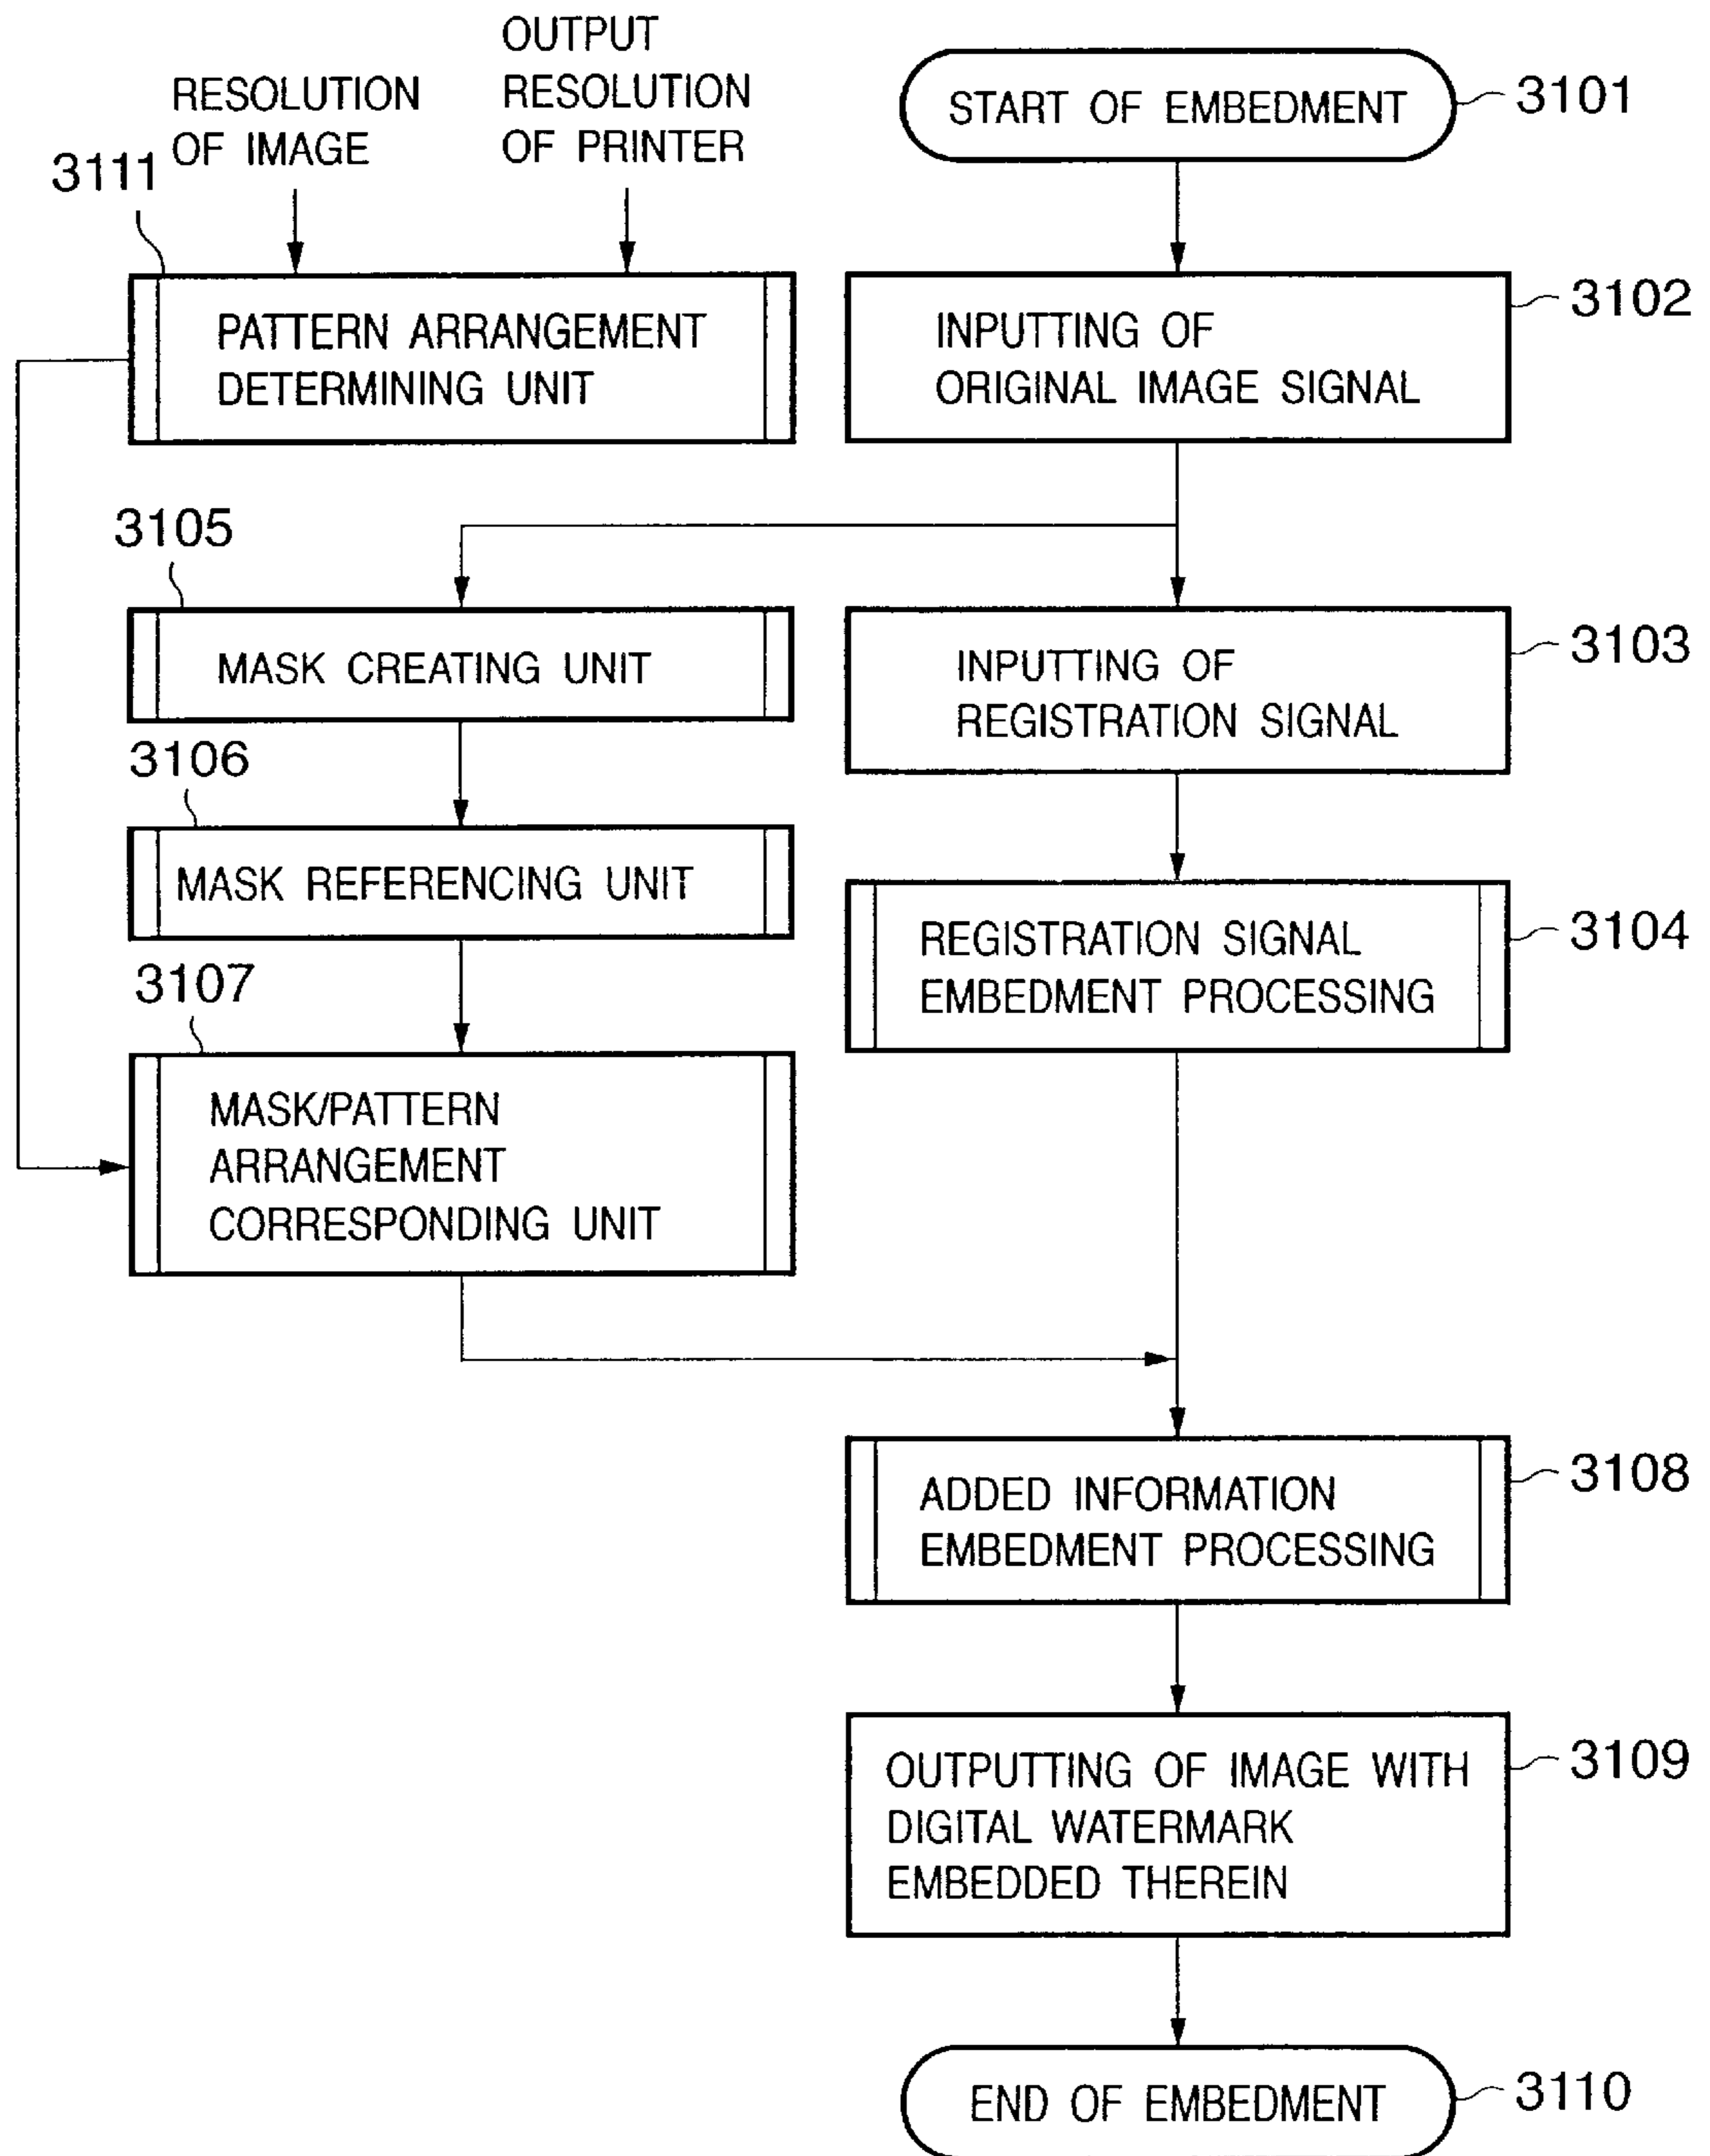 OUTPUT
RESOLUTION
OF PRINTER
RESOLUTION
OF IMAGE
START OF EMBEDMENT
3101
3111
PATTERN ARRANGEMENT
DETERMINING UNIT
INPUTTING OF
ORIGINAL IMAGE SIGNAL
3102
3105
MASK CREATING UNIT
INPUTTING OF
REGISTRATION SIGNAL
3103
3106
MASK REFERENCING UNIT
REGISTRATION SIGNAL
EMBEDMENT PROCESSING
3104
3107
MASK/PATTERN
ARRANGEMENT
CORRESPONDING UNIT
ADDED INFORMATION
EMBEDMENT PROCESSING
3108
OUTPUTTING OF IMAGE WITH
DIGITAL WATERMARK
EMBEDDED THEREIN
3109
END OF EMBEDMENT
3110